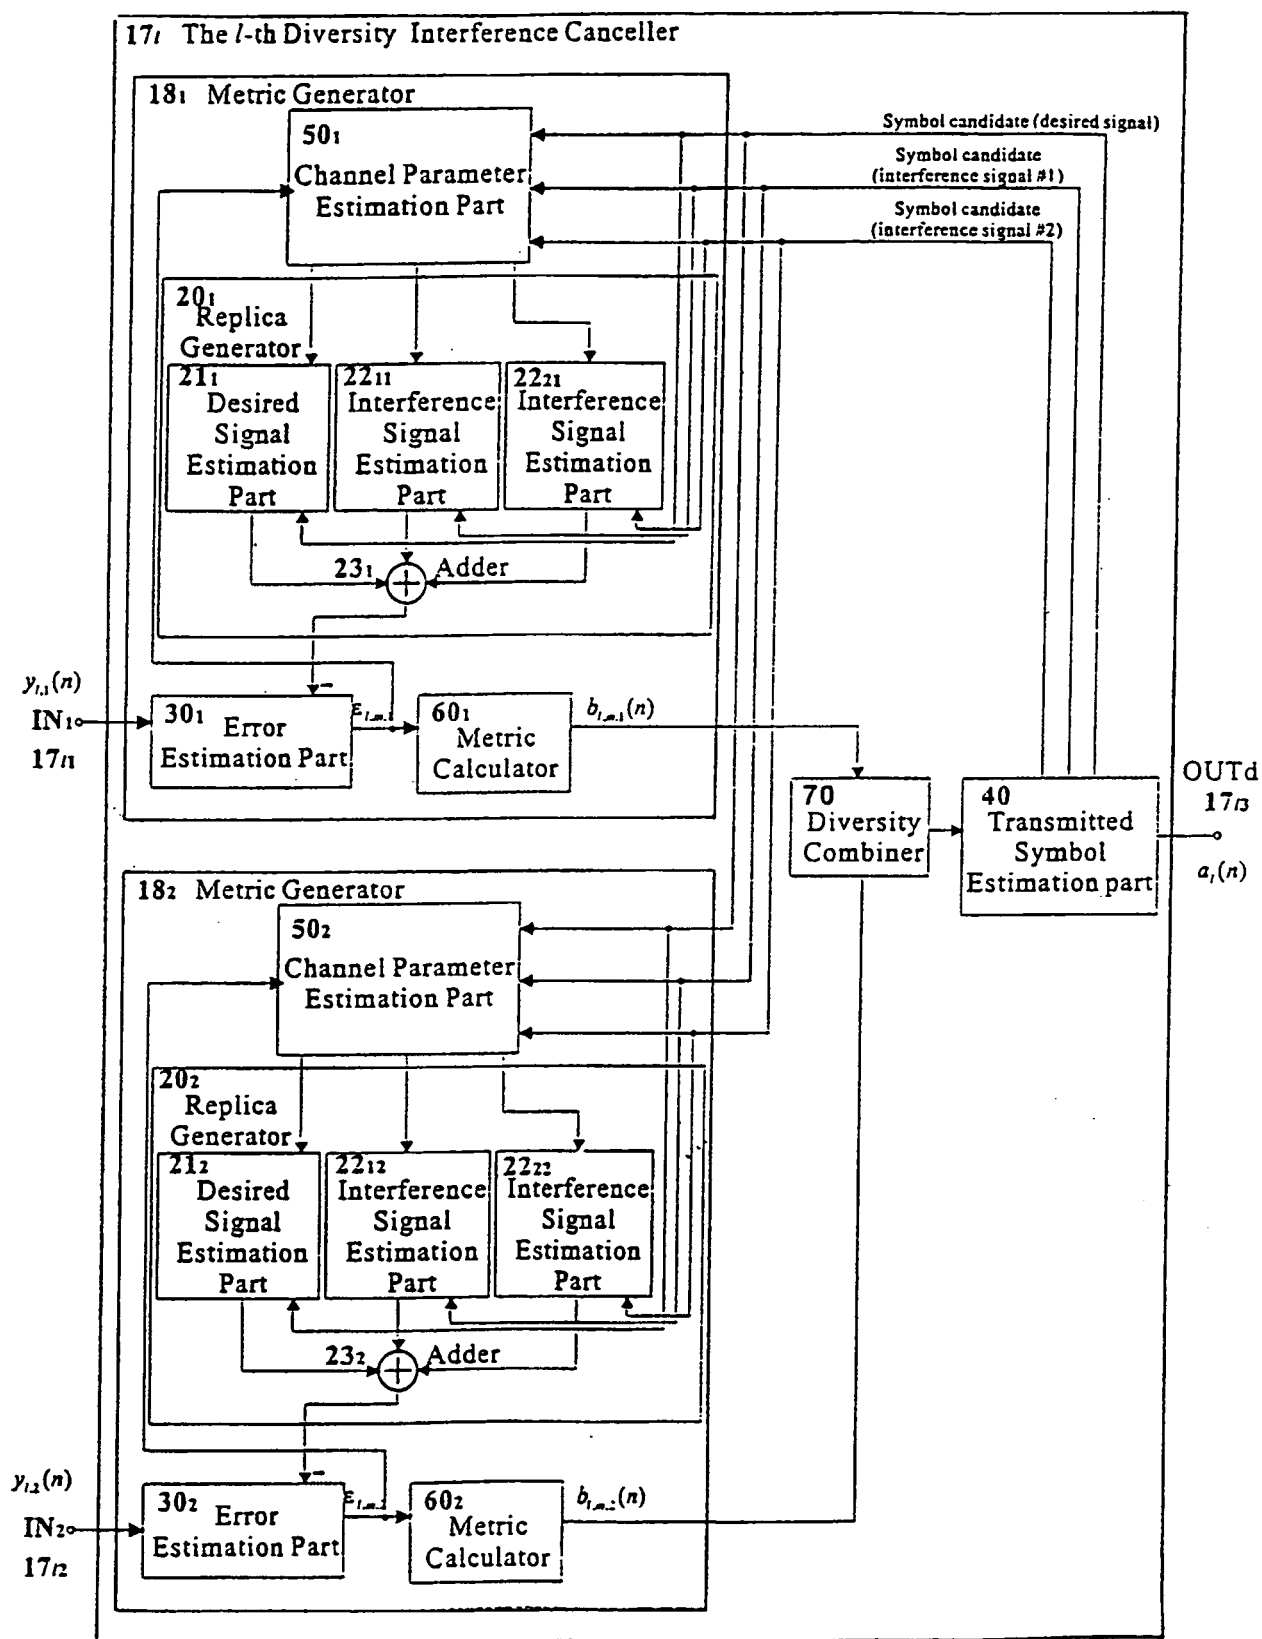 17l The l-th Diversity Interference Canceller
18₁ Metric Generator
50₁
Channel Parameter
Estimation Part
Symbol candidate (desired signal)
Symbol candidate
(interference signal #1)
Symbol candidate
(interference signal #2)
20₁
Replica
Generator
21₁
Desired
Signal
Estimation
Part
22₁₁
Interference
Signal
Estimation
Part
22₂₁
Interference
Signal
Estimation
Part
23₁
Adder
y_{l,1}(n)
IN₁
17l1
30₁
Error
Estimation Part
−
ε_{l,m,1}
60₁
Metric
Calculator
b_{l,m,1}(n)
70
Diversity
Combiner
40
Transmitted
Symbol
Estimation part
OUTd
17l3
a_l(n)
18₂ Metric Generator
50₂
Channel Parameter
Estimation Part
20₂
Replica
Generator
21₂
Desired
Signal
Estimation
Part
22₁₂
Interference
Signal
Estimation
Part
22₂₂
Interference
Signal
Estimation
Part
23₂
Adder
y_{l,2}(n)
IN₂
17l2
30₂
Error
Estimation Part
−
ε_{l,m,2}
60₂
Metric
Calculator
b_{l,m,2}(n)